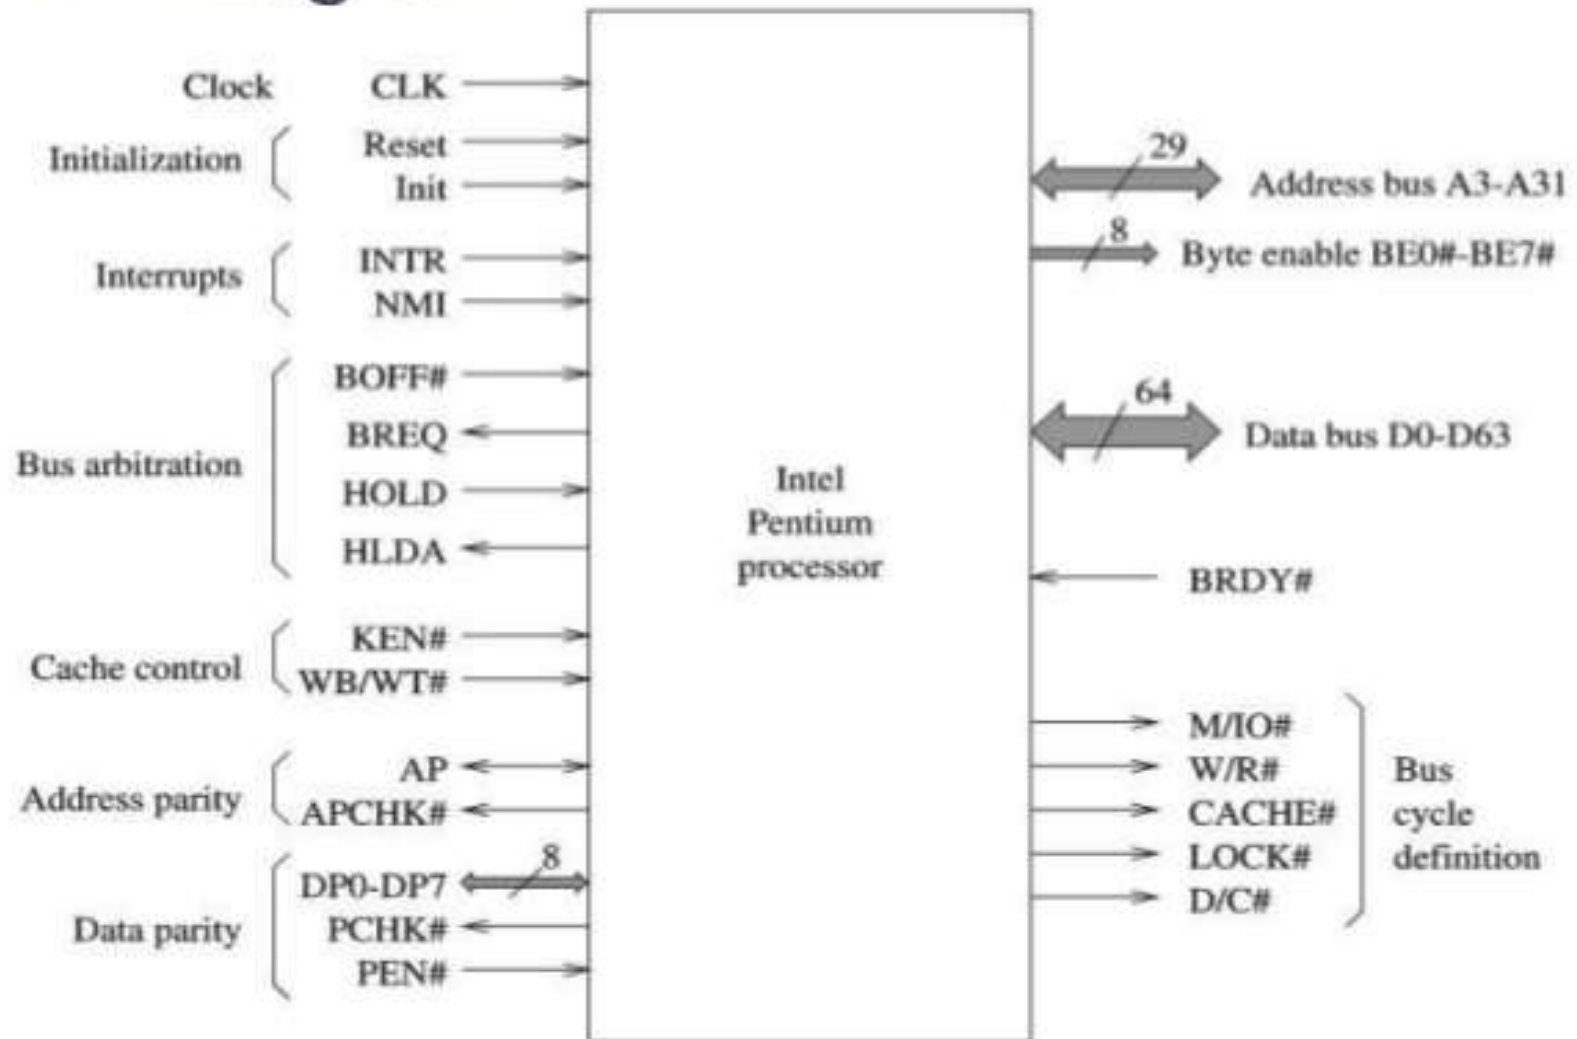 Clock CLK
Initialization
Reset
Init
Interrupts
INTR
NMI
Bus arbitration
BOFF#
BREQ
HOLD
HLDA
Cache control
KEN#
WB/WT#
Address parity
AP
APCHK#
Data parity
8
DP0-DP7
PCHK#
PEN#
Intel
Pentium
processor
29
Address bus A3-A31
8
Byte enable BE0#-BE7#
64
Data bus D0-D63
BRDY#
M/IO#
W/R#
CACHE#
LOCK#
D/C#
Bus
cycle
definition